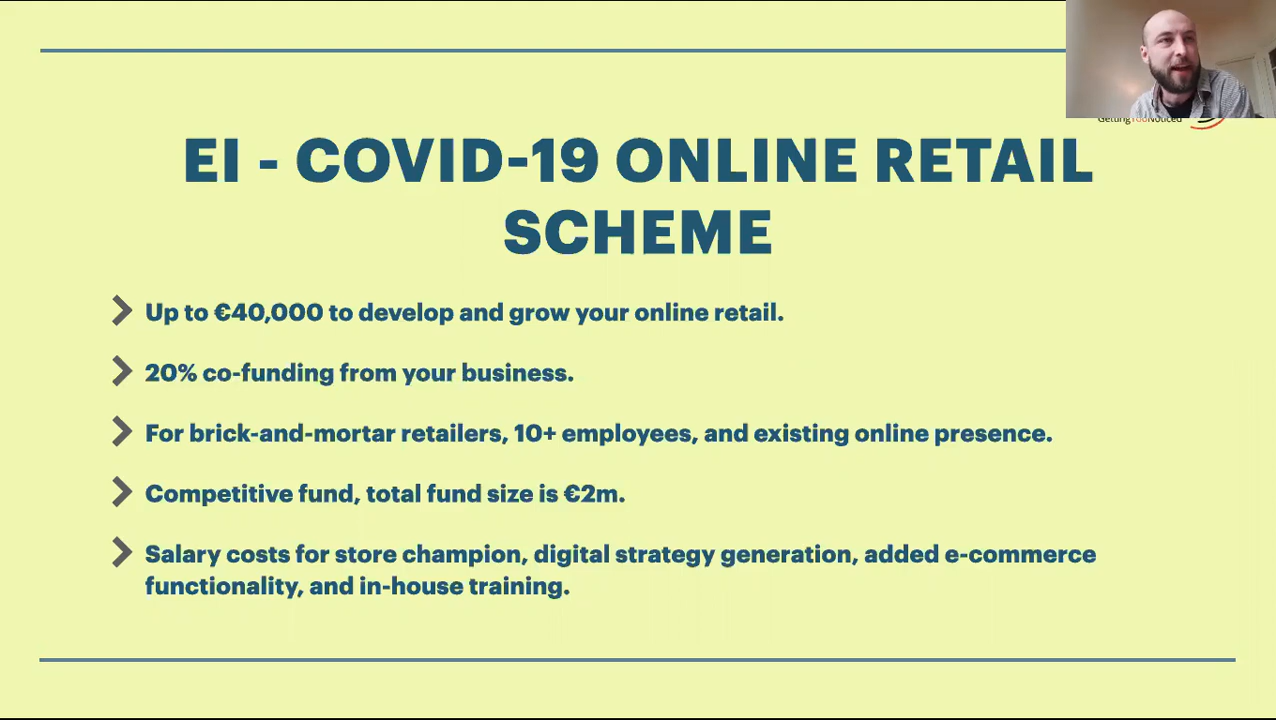 GettingYouNoticed
EI - COVID-19 ONLINE RETAIL
SCHEME
Up to €40,000 to develop and grow your online retail.
20% co-funding from your business.
For brick-and-mortar retailers, 10+ employees, and existing online presence.
Competitive fund, total fund size is €2m.
Salary costs for store champion, digital strategy generation, added e-commerce
functionality, and in-house training.